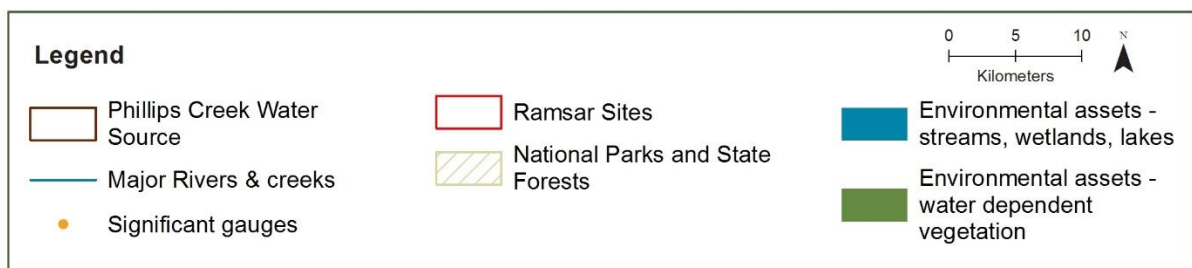 Legend
0 5 10
N
Kilometers
Phillips Creek Water
Source
Major Rivers & creeks
Significant gauges
Ramsar Sites
National Parks and State
Forests
Environmental assets -
streams, wetlands, lakes
Environmental assets -
water dependent
vegetation